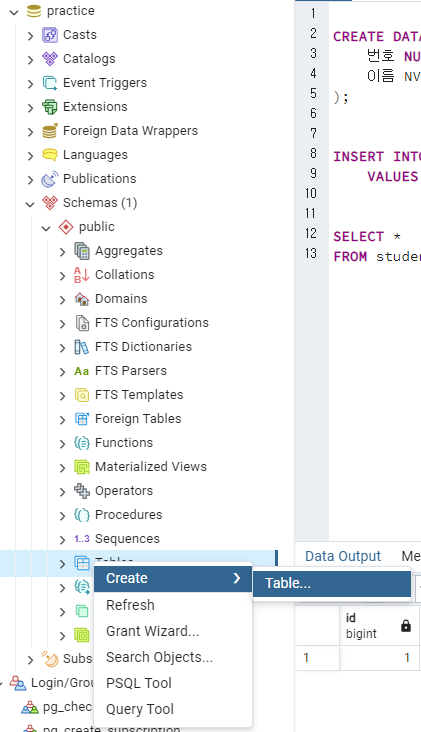 practice
Casts
Catalogs
Event Triggers
Extensions
Foreign Data Wrappers
Languages
Publications
Schemas (1)
public
Aggregates
Collations
Domains
FTS Configurations
FTS Dictionaries
FTS Parsers
FTS Templates
Foreign Tables
Functions
Materialized Views
Operators
Procedures
1..3 Sequences
Tables
Create
Table...
Refresh
Grant Wizard...
Search Objects...
PSQL Tool
Query Tool
Subs
Login/Grou
pg_chec
pg_create_subscription
1
2 CREATE DATA
3 번호 NU
4 이름 NV
5 );
6
7
8 INSERT INTO
9 VALUES
10
11
12 SELECT *
13 FROM studen
Data Output Me
id
bigint
1 1